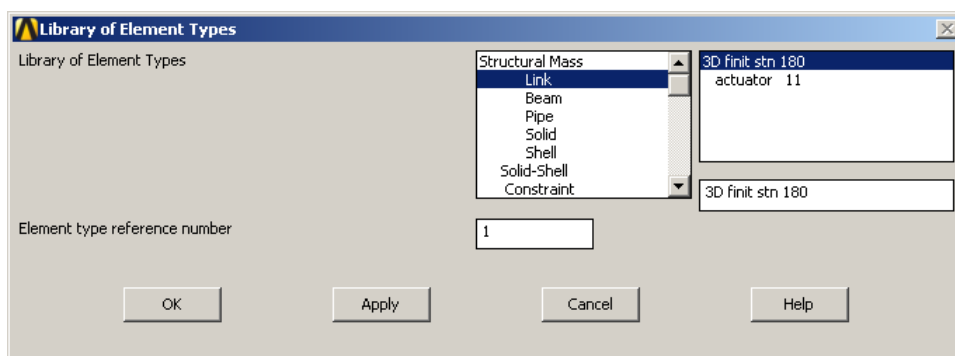 Library of Element Types
Library of Element Types
Structural Mass
Link
Beam
Pipe
Solid
Shell
Solid-Shell
Constraint
3D finit stn 180
actuator 11
3D finit stn 180
Element type reference number
1
OK
Apply
Cancel
Help